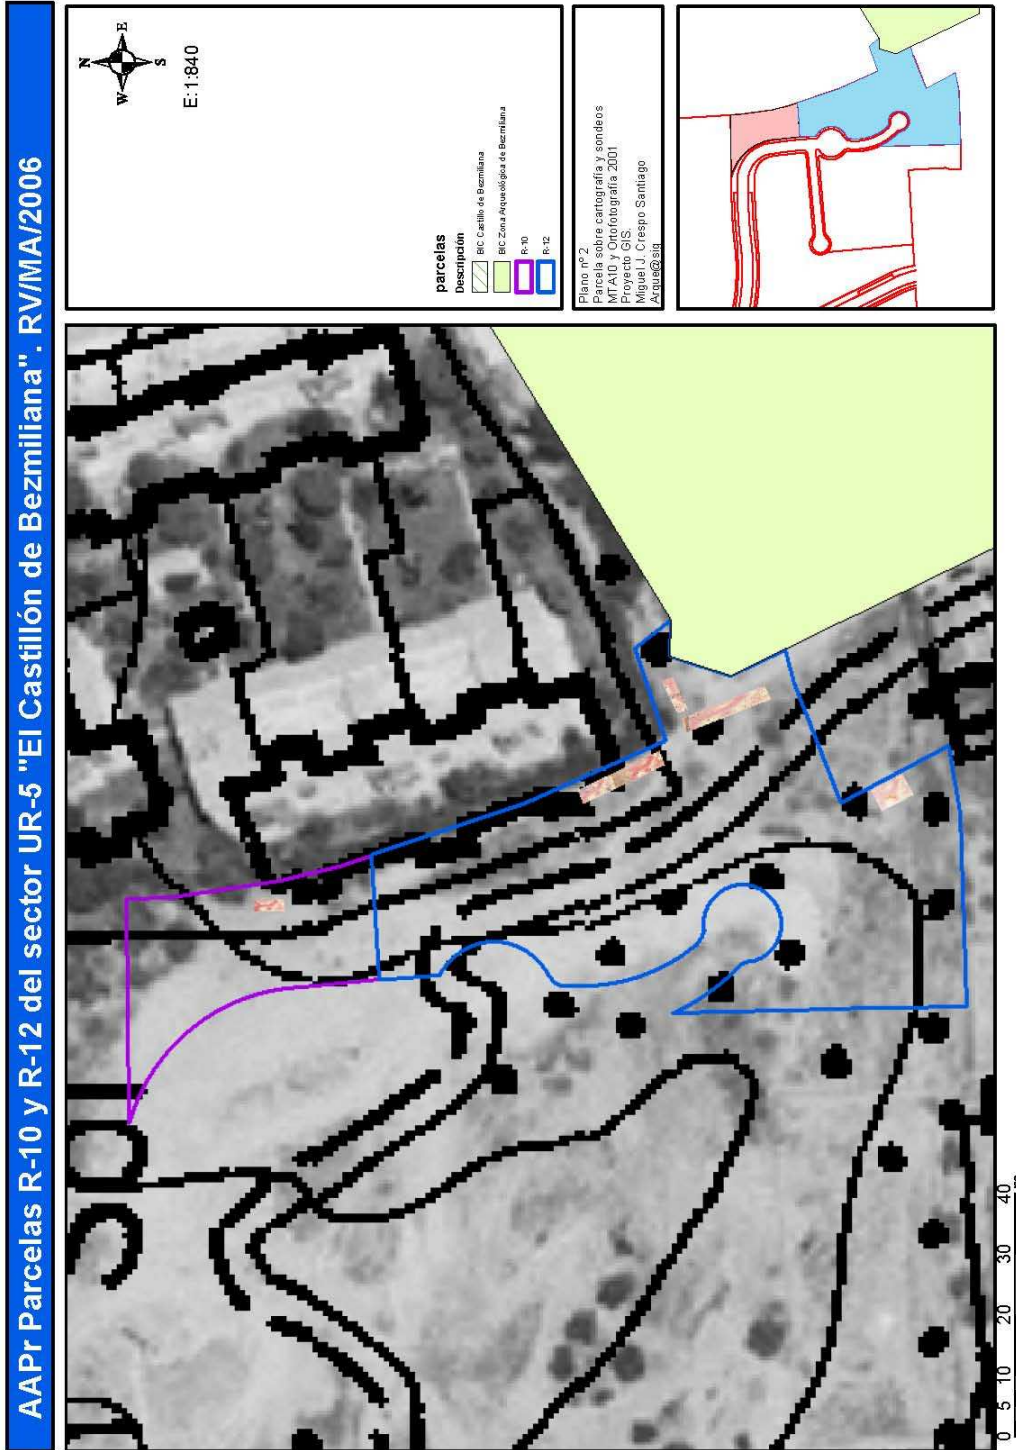 AAPr Parcelas R-10 y R-12 del sector UR-5 "El Castillón de Bezmiliana". RV/MA/2006
N
W
E
S
E: 1:840
parcelas
Descripción
BIC Castillo de Bezmiliana
BIC Zona Arqueológica de Bezmiliana
R-10
R-12
Plano nº 2
Parcela sobre cartografía y sondeos
MTA10 y Ortofotografía 2001
Proyecto GIS.
Miguel J. Crespo Santiago
Arque@sig
0 5 10 20 30 40
m